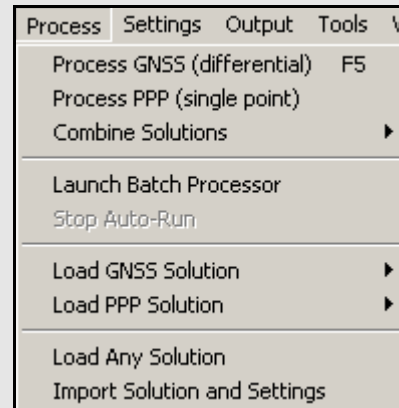 Process Settings Output Tools
Process GNSS (differential) F5
Process PPP (single point)
Combine Solutions
Launch Batch Processor
Stop Auto-Run
Load GNSS Solution
Load PPP Solution
Load Any Solution
Import Solution and Settings